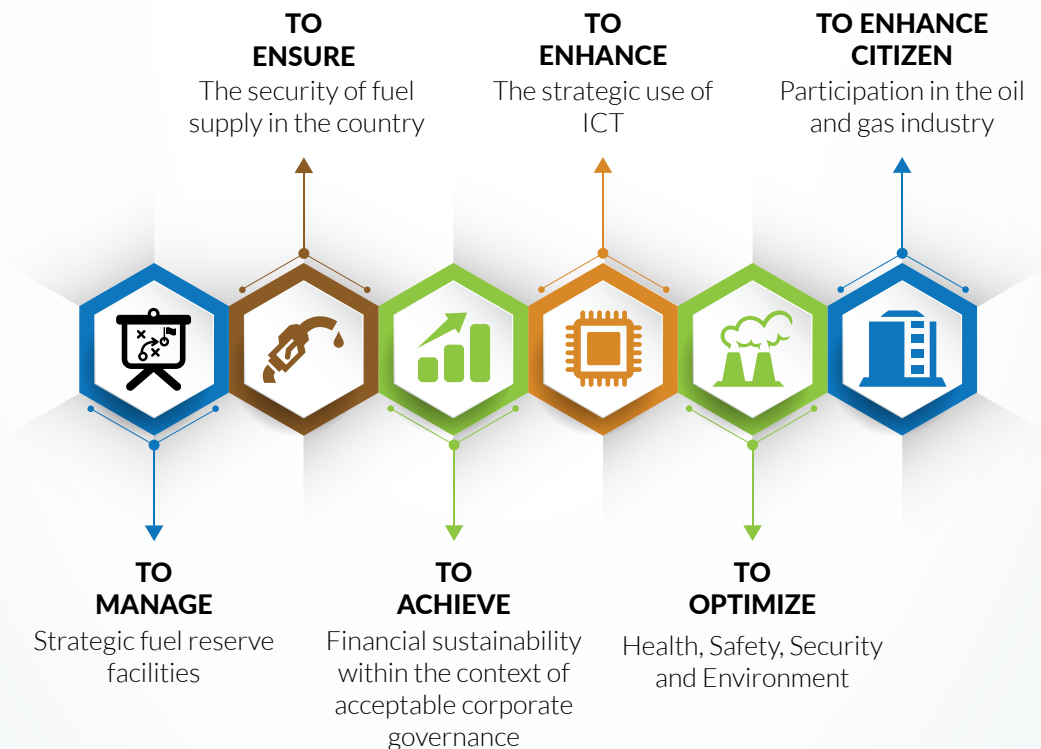 TO
ENSURE
The security of fuel
supply in the country
TO
ENHANCE
The strategic use of
ICT
TO ENHANCE
CITIZEN
Participation in the oil
and gas industry
TO
MANAGE
Strategic fuel reserve
facilities
TO
ACHIEVE
Financial sustainability
within the context of
acceptable corporate
governance
TO
OPTIMIZE
Health, Safety, Security
and Environment